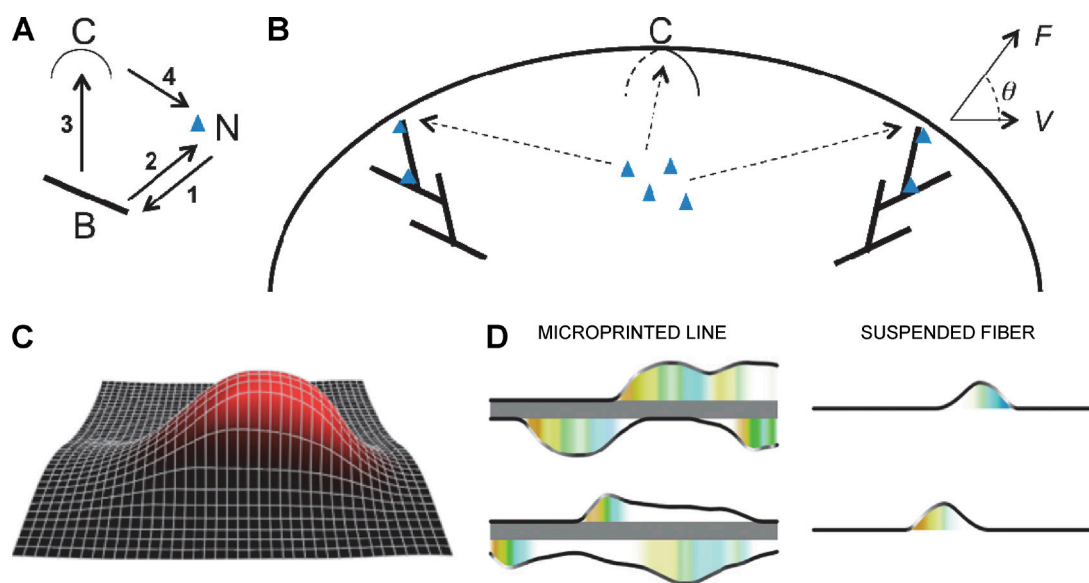 A
C
4
3
N
2
1
B
B
C
F
θ
V
C
D
MICROPRINTED LINE
SUSPENDED FIBER